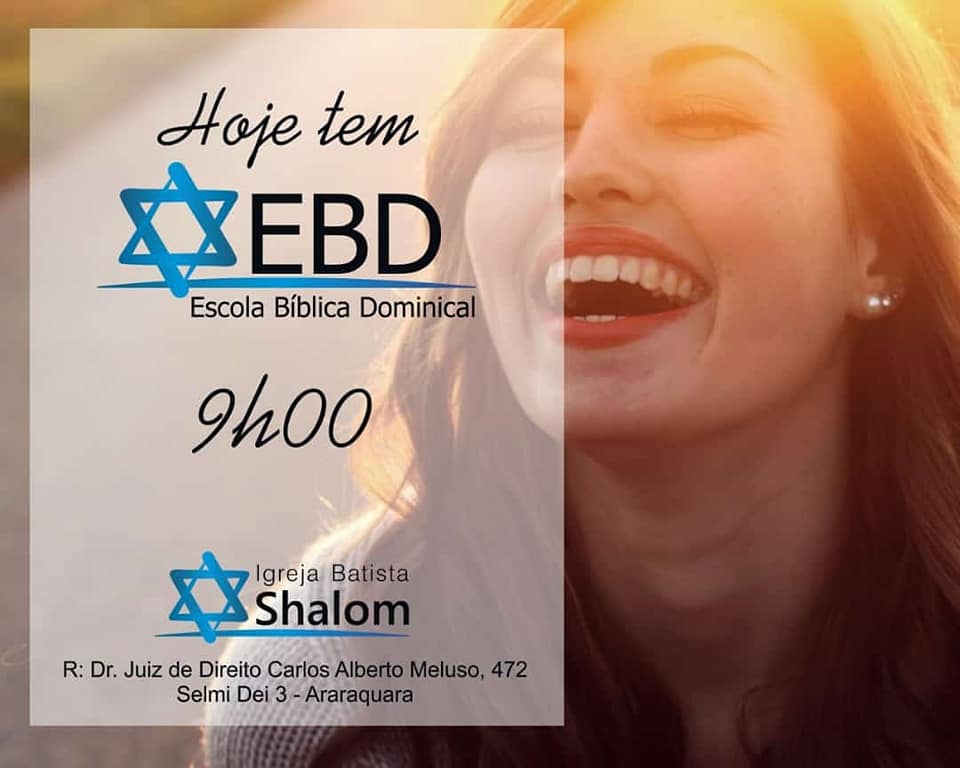 Hoje tem
EBD
Escola Bíblica Dominical
9h00
Igreja Batista
Shalom
R: Dr. Juiz de Direito Carlos Alberto Meluso, 472
Selmi Dei 3 - Araraquara